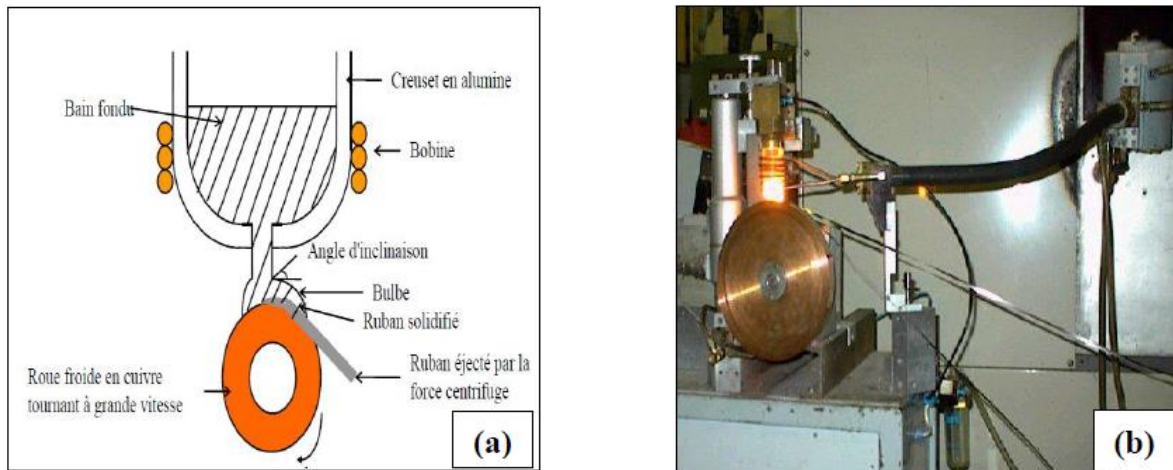 Creuset en alumine
Bain fondu
Bobine
Angle d'inclinaison
Bulbe
Ruban solidifié
Roue froide en cuivre
tournant à grande vitesse
Ruban éjecté par la
force centrifuge
(a)
(b)